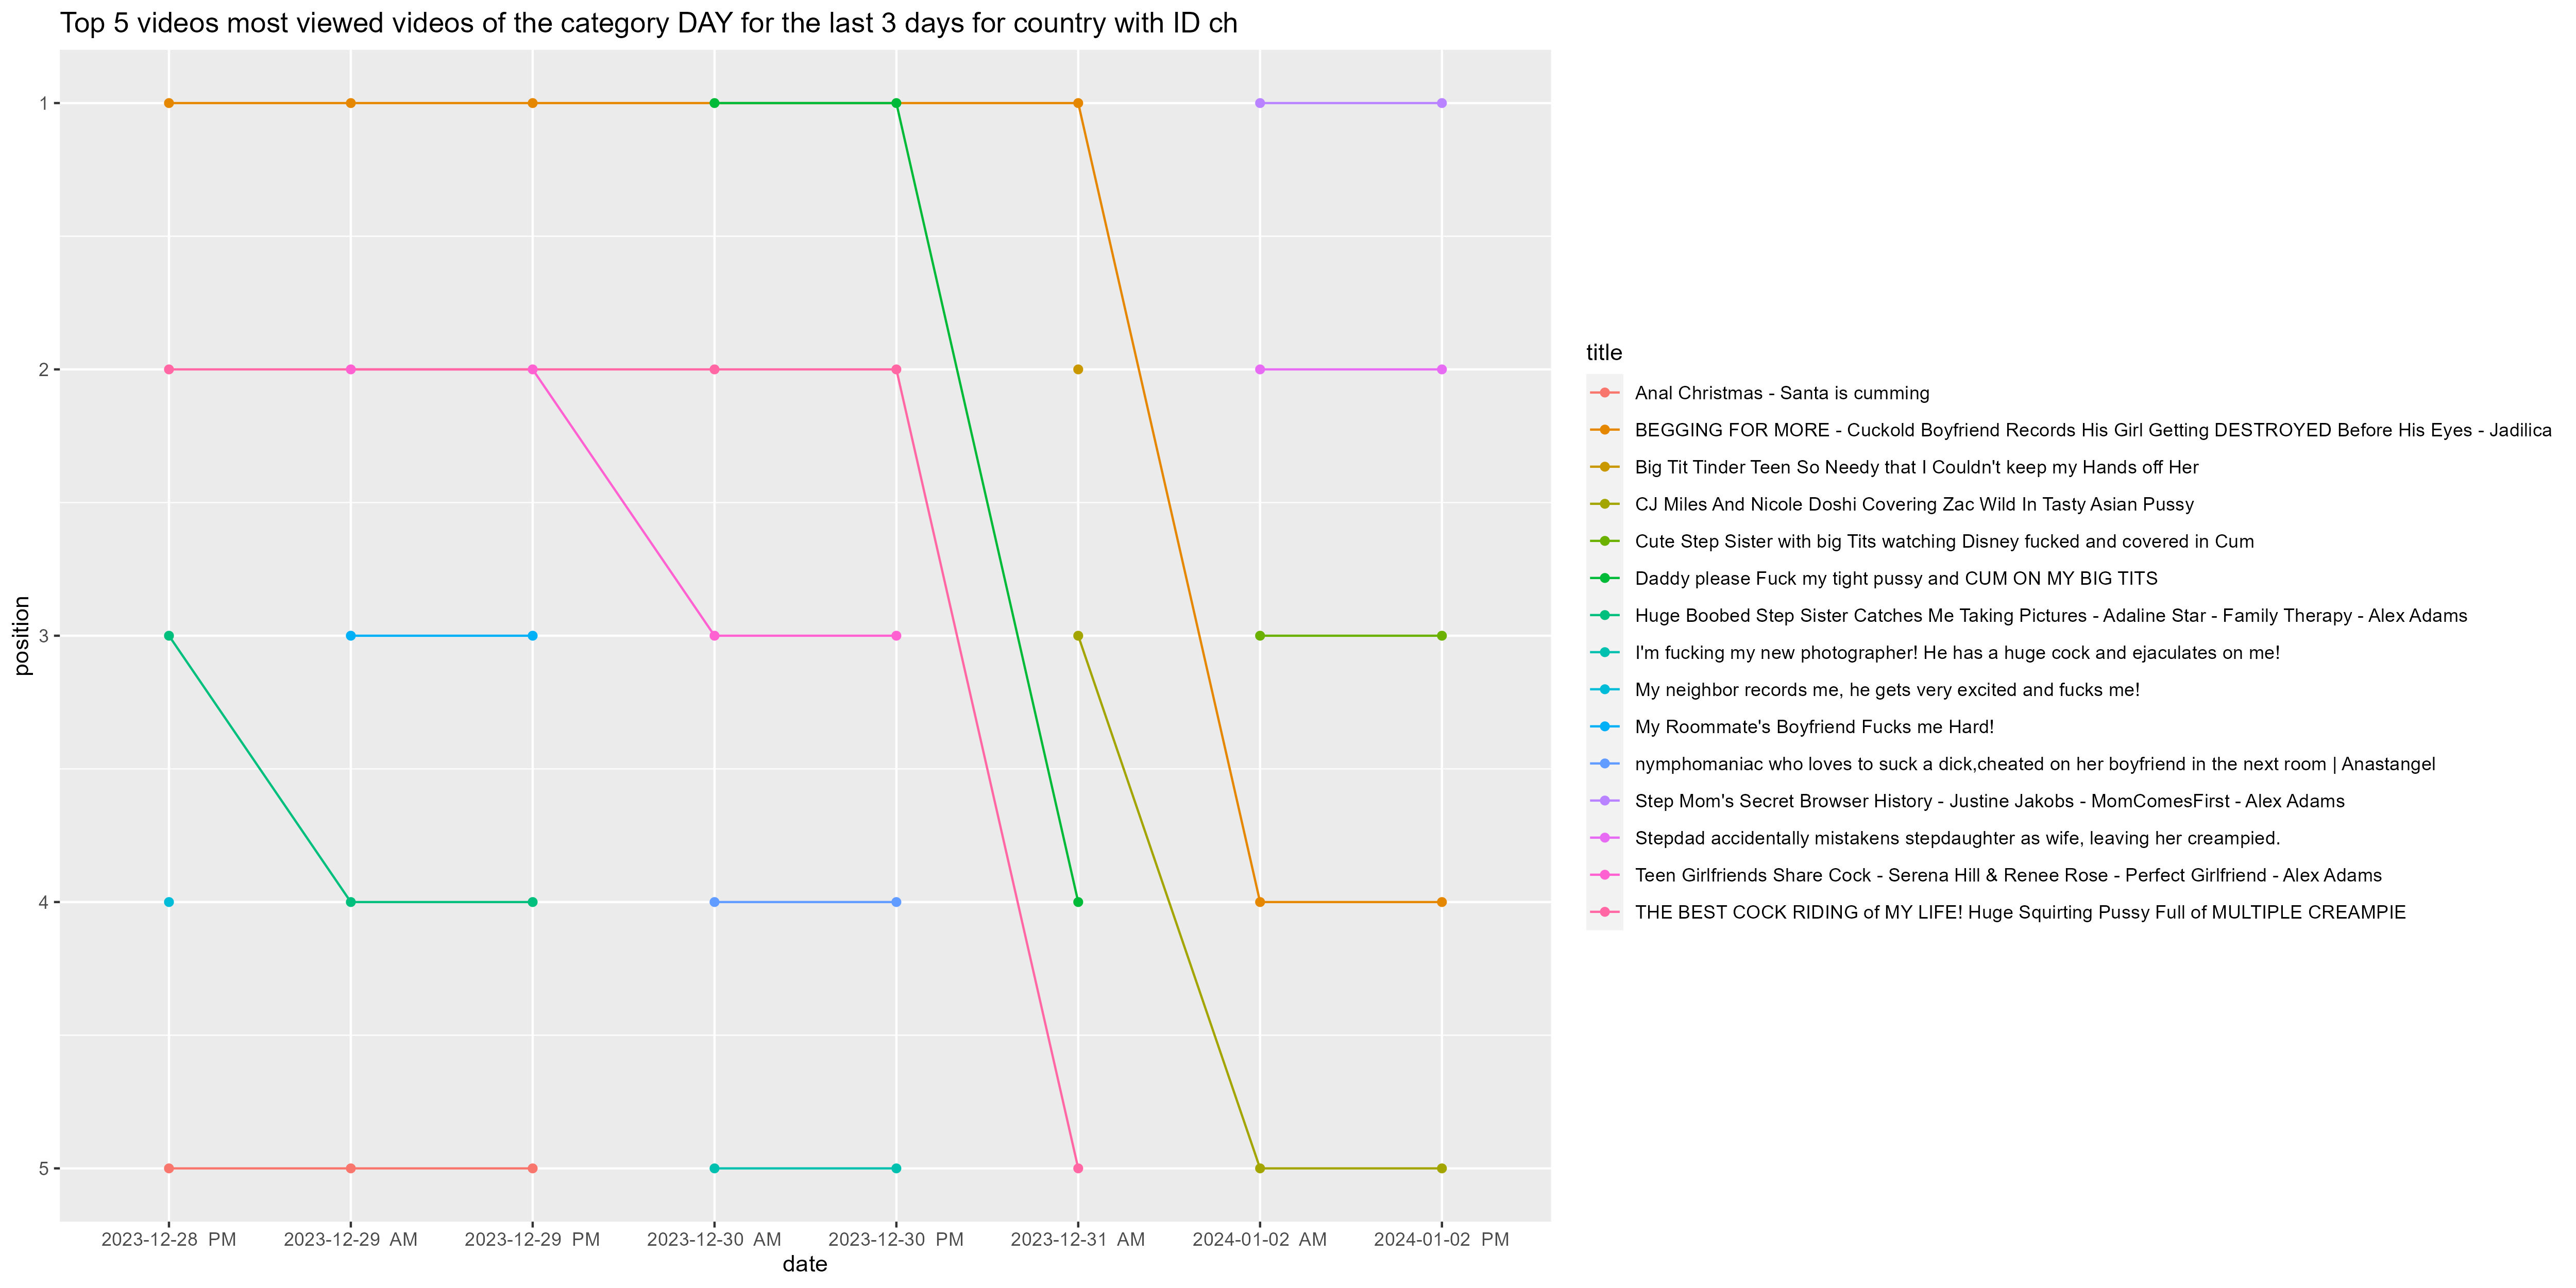 Top 5 videos most viewed videos of the category DAY for the last 3 days for country with ID ch
1
2
3
4
5
position
2023-12-28 PM
2023-12-29 AM
2023-12-29 PM
2023-12-30 AM
2023-12-30 PM
2023-12-31 AM
2024-01-02 AM
2024-01-02 PM
date
title
Anal Christmas - Santa is cumming
BEGGING FOR MORE - Cuckold Boyfriend Records His Girl Getting DESTROYED Before His Eyes - Jadilica
Big Tit Tinder Teen So Needy that I Couldn't keep my Hands off Her
CJ Miles And Nicole Doshi Covering Zac Wild In Tasty Asian Pussy
Cute Step Sister with big Tits watching Disney fucked and covered in Cum
Daddy please Fuck my tight pussy and CUM ON MY BIG TITS
Huge Boobed Step Sister Catches Me Taking Pictures - Adaline Star - Family Therapy - Alex Adams
I'm fucking my new photographer! He has a huge cock and ejaculates on me!
My neighbor records me, he gets very excited and fucks me!
My Roommate's Boyfriend Fucks me Hard!
nymphomaniac who loves to suck a dick,cheated on her boyfriend in the next room | Anastangel
Step Mom's Secret Browser History - Justine Jakobs - MomComesFirst - Alex Adams
Stepdad accidentally mistakens stepdaughter as wife, leaving her creampied.
Teen Girlfriends Share Cock - Serena Hill & Renee Rose - Perfect Girlfriend - Alex Adams
THE BEST COCK RIDING of MY LIFE! Huge Squirting Pussy Full of MULTIPLE CREAMPIE